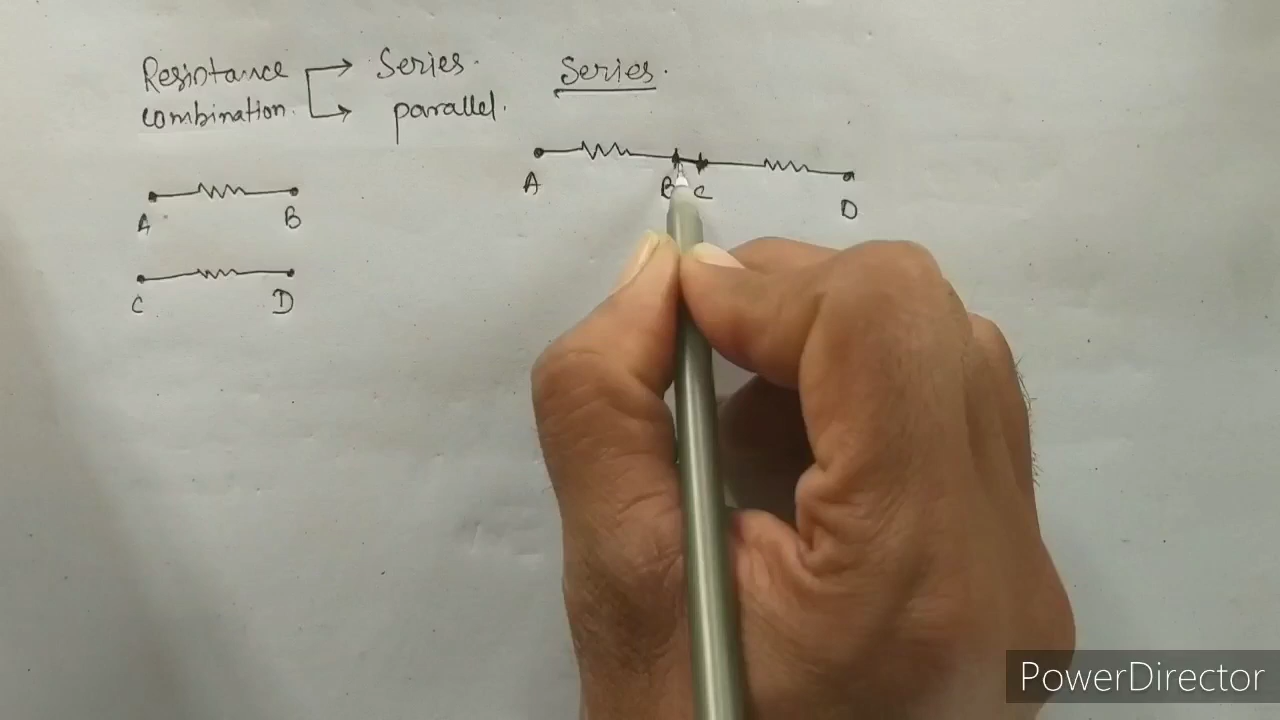 Resistance → Series.
combination. → parallel.
Series.
A B
C D
A B C D
PowerDirector